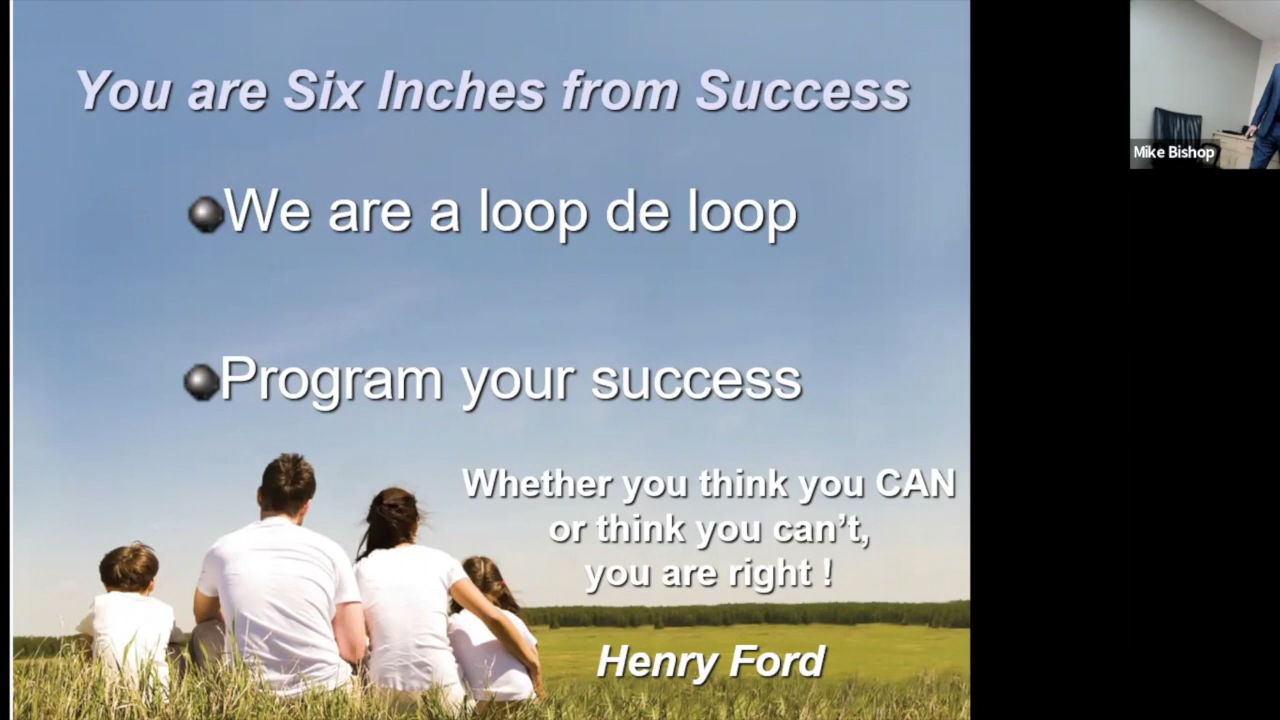 You are Six Inches from Success
We are a loop de loop
Program your success
Whether you think you CAN
or think you can't,
you are right !
Henry Ford
Mike Bishop